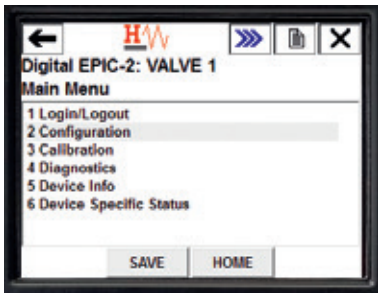 H
Digital EPIC-2: VALVE 1
Main Menu
1 Login/Logout
2 Configuration
3 Calibration
4 Diagnostics
5 Device Info
6 Device Specific Status
SAVE HOME